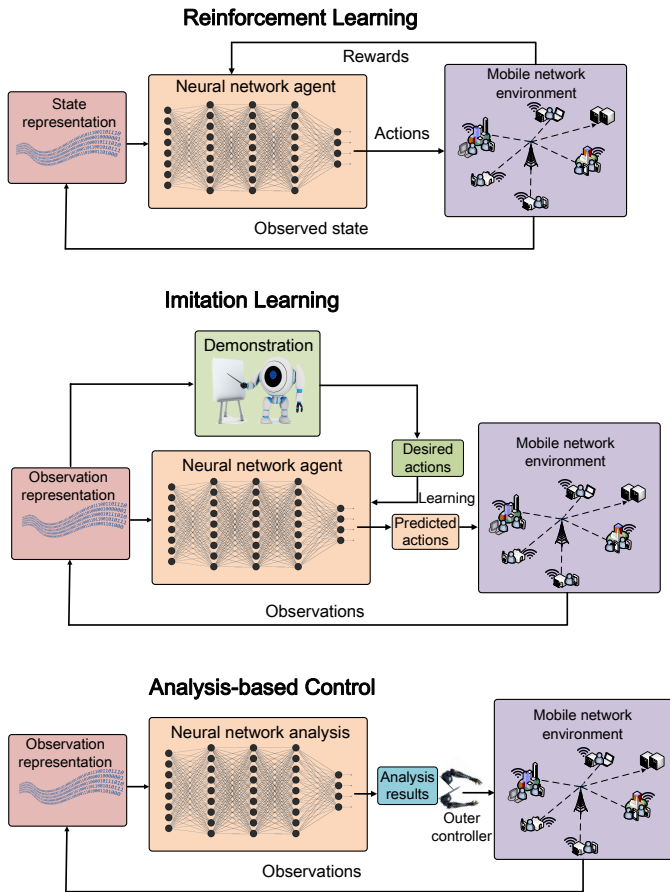 Reinforcement Learning
Rewards
Neural network agent
Mobile network
environment
State
representation
Actions
Observed state
Imitation Learning
Demonstration
Desired
actions
Mobile network
environment
Neural network agent
Observation
representation
Learning
Predicted
actions
Observations
Analysis-based Control
Neural network analysis
Mobile network
environment
Observation
representation
Analysis
results
Outer
controller
Observations